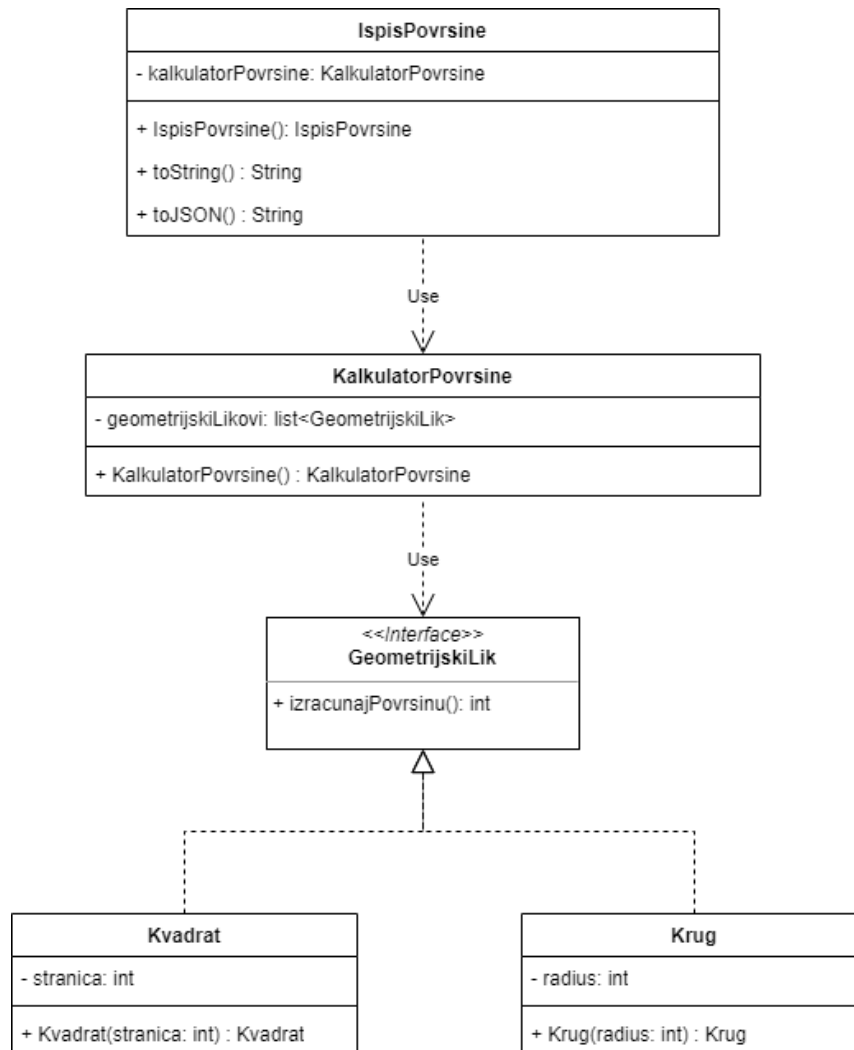 IspisPovrsine
- kalkulatorPovrsine: KalkulatorPovrsine
+ IspisPovrsine(): IspisPovrsine
+ toString() : String
+ toJSON() : String
Use
KalkulatorPovrsine
- geometrijskiLikovi: list<GeometrijskiLik>
+ KalkulatorPovrsine() : KalkulatorPovrsine
Use
<<Interface>>
GeometrijskiLik
+ izracunajPovrsinu(): int
Kvadrat
- stranica: int
+ Kvadrat(stranica: int) : Kvadrat
Krug
- radius: int
+ Krug(radius: int) : Krug